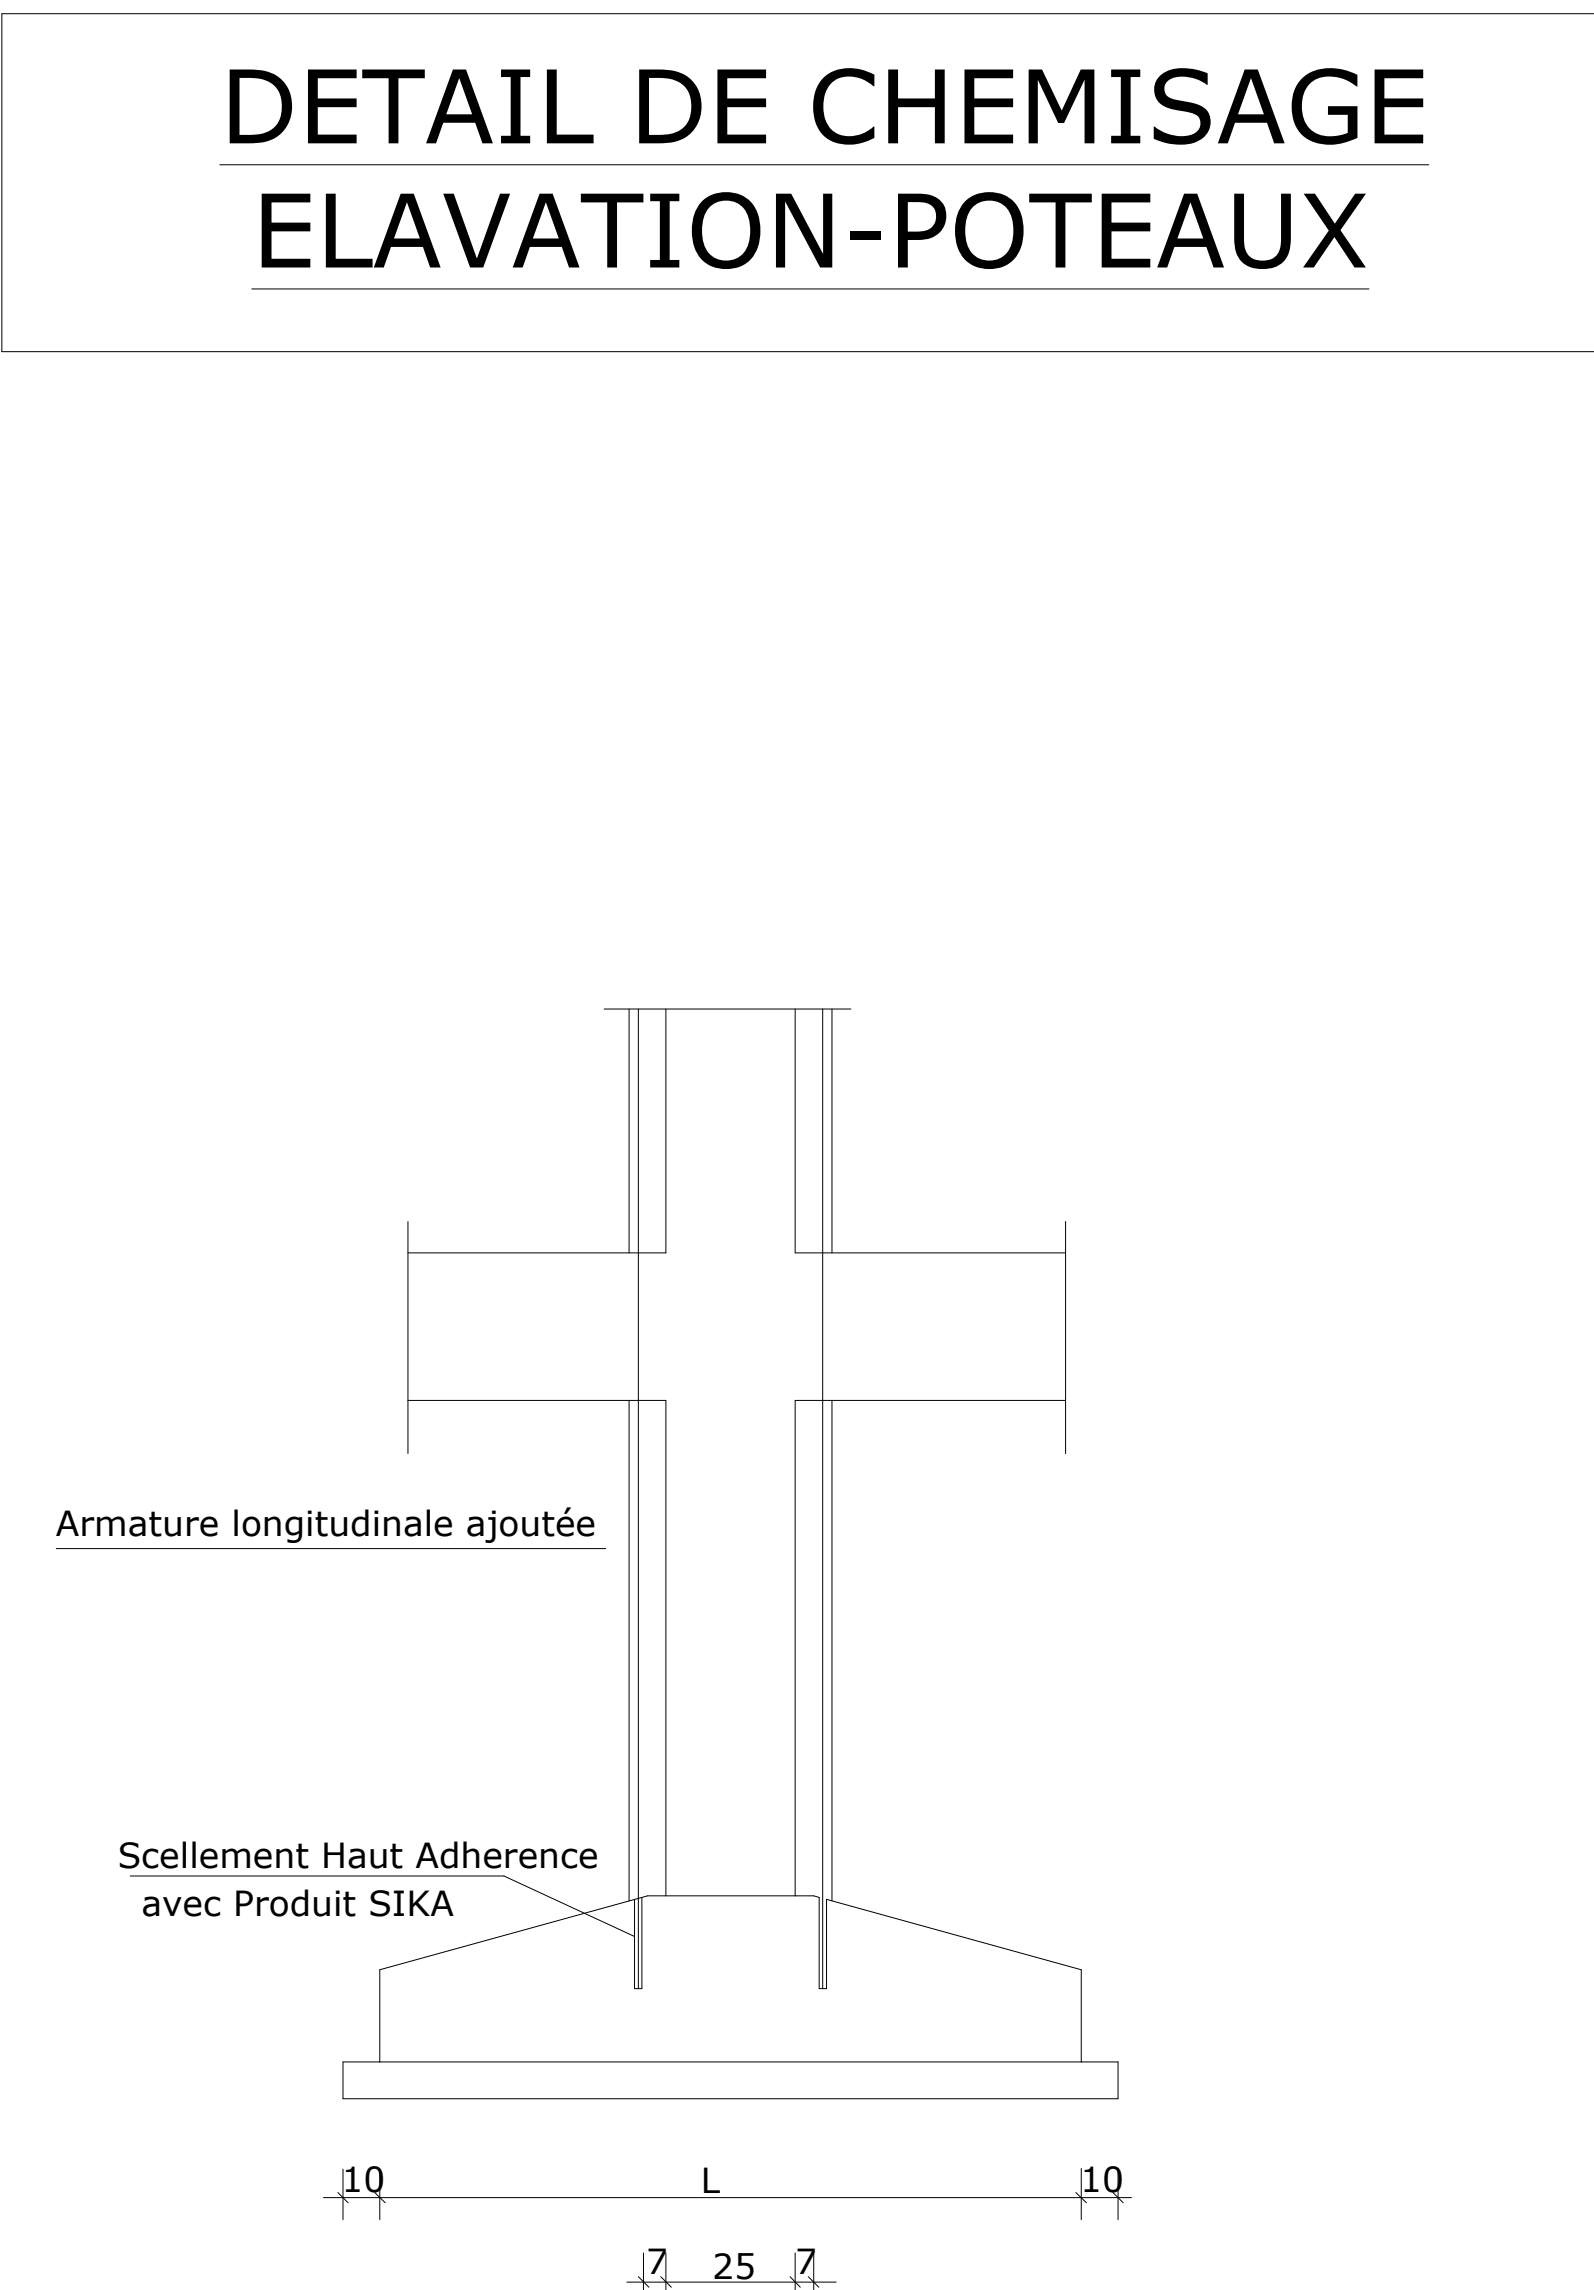 DETAIL DE CHEMISAGE
ELAVATION-POTEAUX
Armature longitudinale ajoutée
Scellement Haut Adherence
avec Produit SIKA
10 L 10
7 25 7